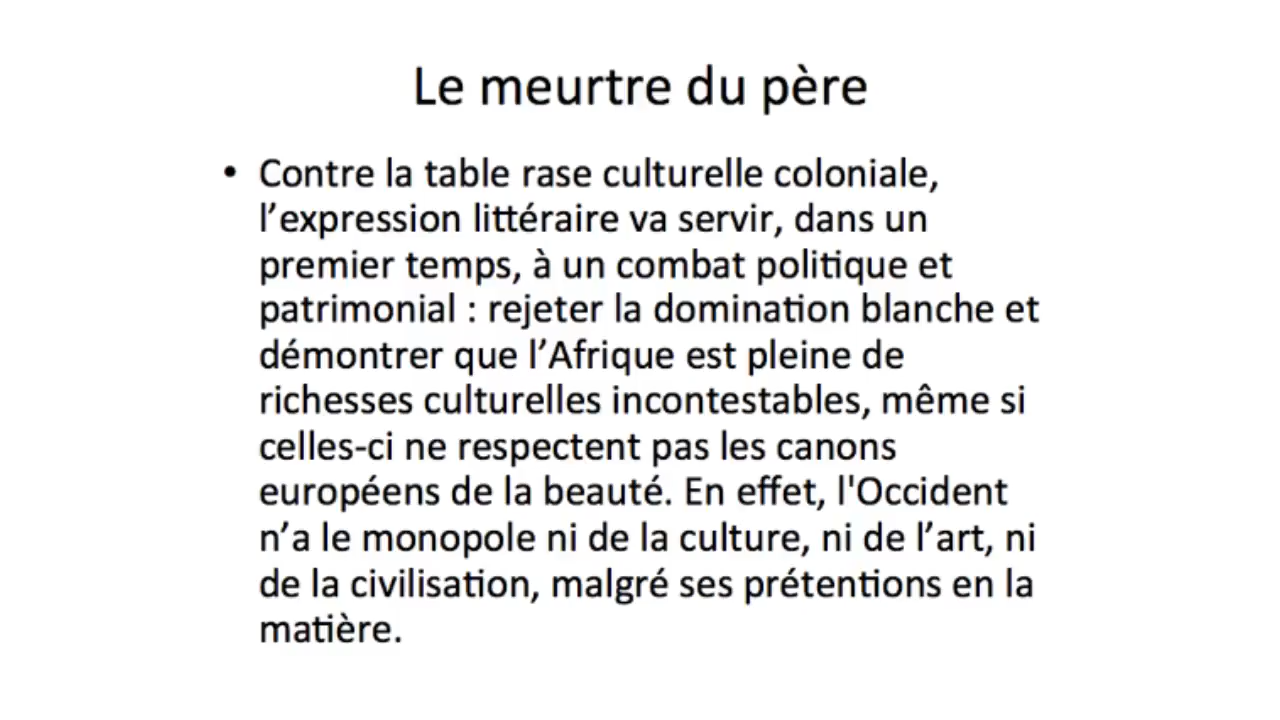 Le meurtre du père
• Contre la table rase culturelle coloniale,
l’expression littéraire va servir, dans un
premier temps, à un combat politique et
patrimonial : rejeter la domination blanche et
démontrer que l’Afrique est pleine de
richesses culturelles incontestables, même si
celles-ci ne respectent pas les canons
européens de la beauté. En effet, l'Occident
n’a le monopole ni de la culture, ni de l’art, ni
de la civilisation, malgré ses prétentions en la
matière.